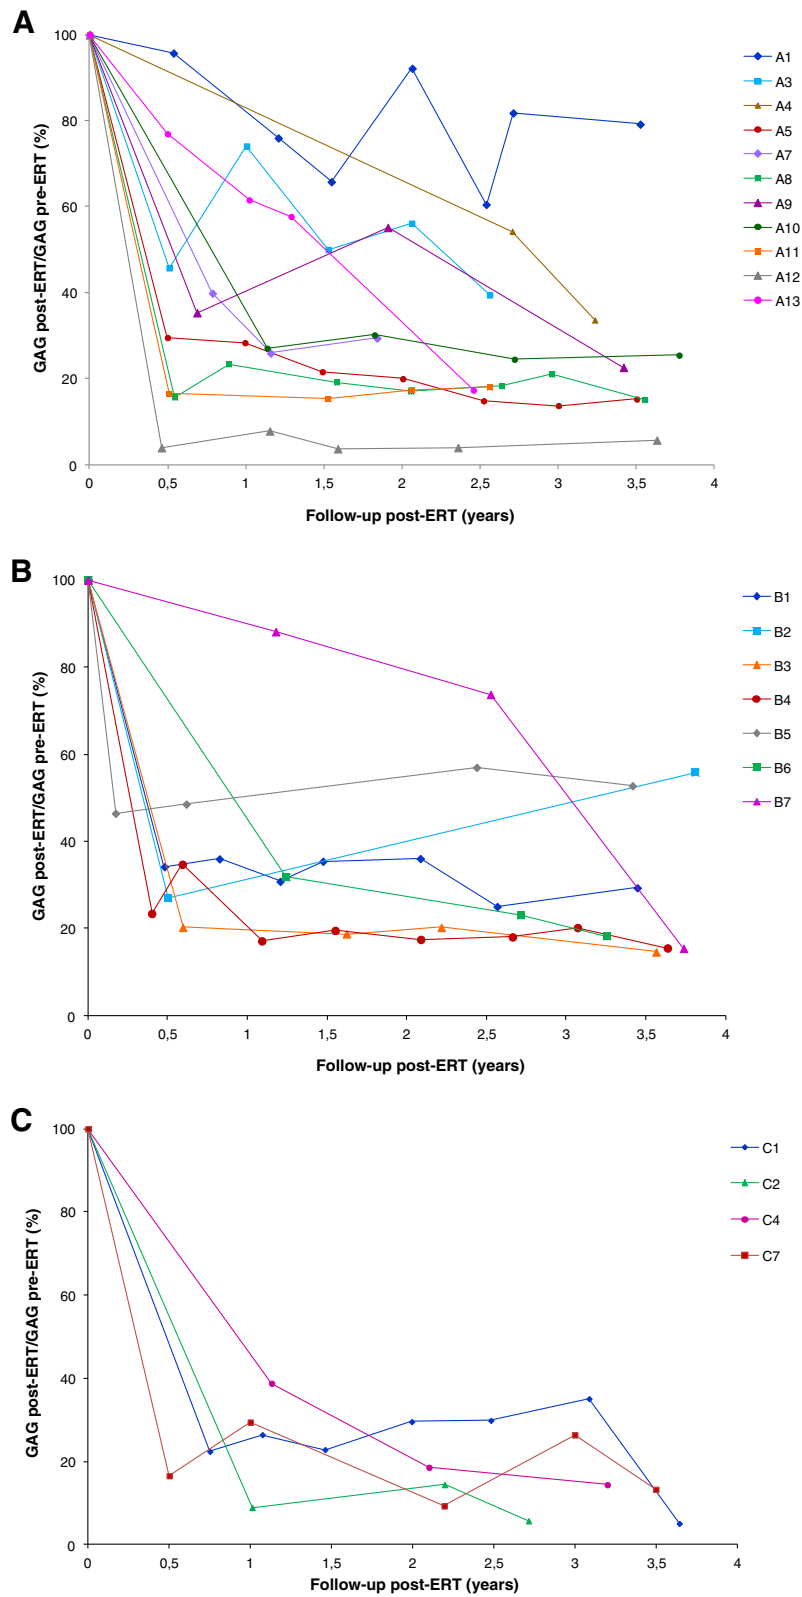 A
GAG post-ERT/GAG pre-ERT (%)
100
80
60
40
20
0
0 0,5 1 1,5 2 2,5 3 3,5 4
Follow-up post-ERT (years)
A1
A3
A4
A5
A7
A8
A9
A10
A11
A12
A13
B
GAG post-ERT/GAG pre-ERT (%)
100
80
60
40
20
0
0 0,5 1 1,5 2 2,5 3 3,5 4
Follow-up post-ERT (years)
B1
B2
B3
B4
B5
B6
B7
C
GAG post-ERT/GAG pre-ERT (%)
100
80
60
40
20
0
0 0,5 1 1,5 2 2,5 3 3,5 4
Follow-up post-ERT (years)
C1
C2
C4
C7